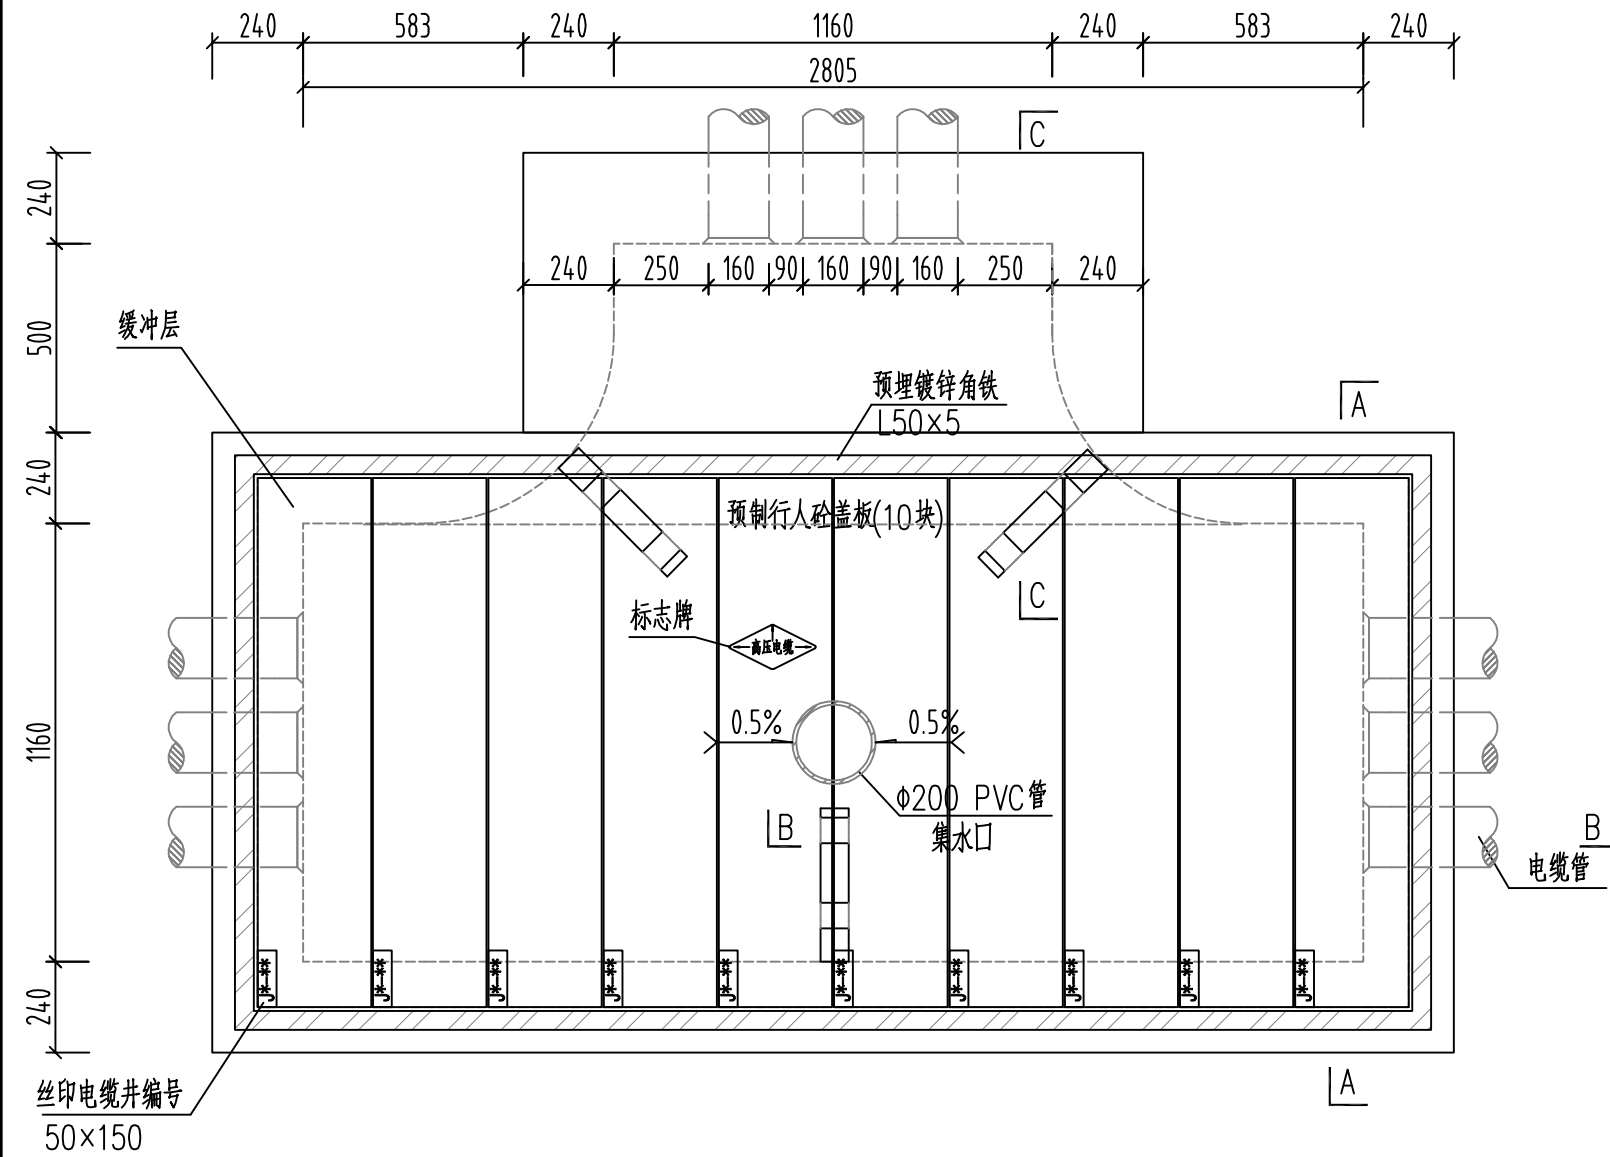 240 583 240 1160 240 583 240
2805
C
240
240 250 160 90 160 90 160 250 240
500
缓冲层
预埋镀锌角铁
L50×5
A
240
预制行人砼盖板(10块)
C
标志牌
高压电缆
0.5% 0.5%
1160
Φ200 PVC管
集水口
B
B
电缆管
J*-** J*-** J*-** J*-** J*-** J*-** J*-** J*-** J*-** J*-**
240
A
丝印电缆井编号
50×150